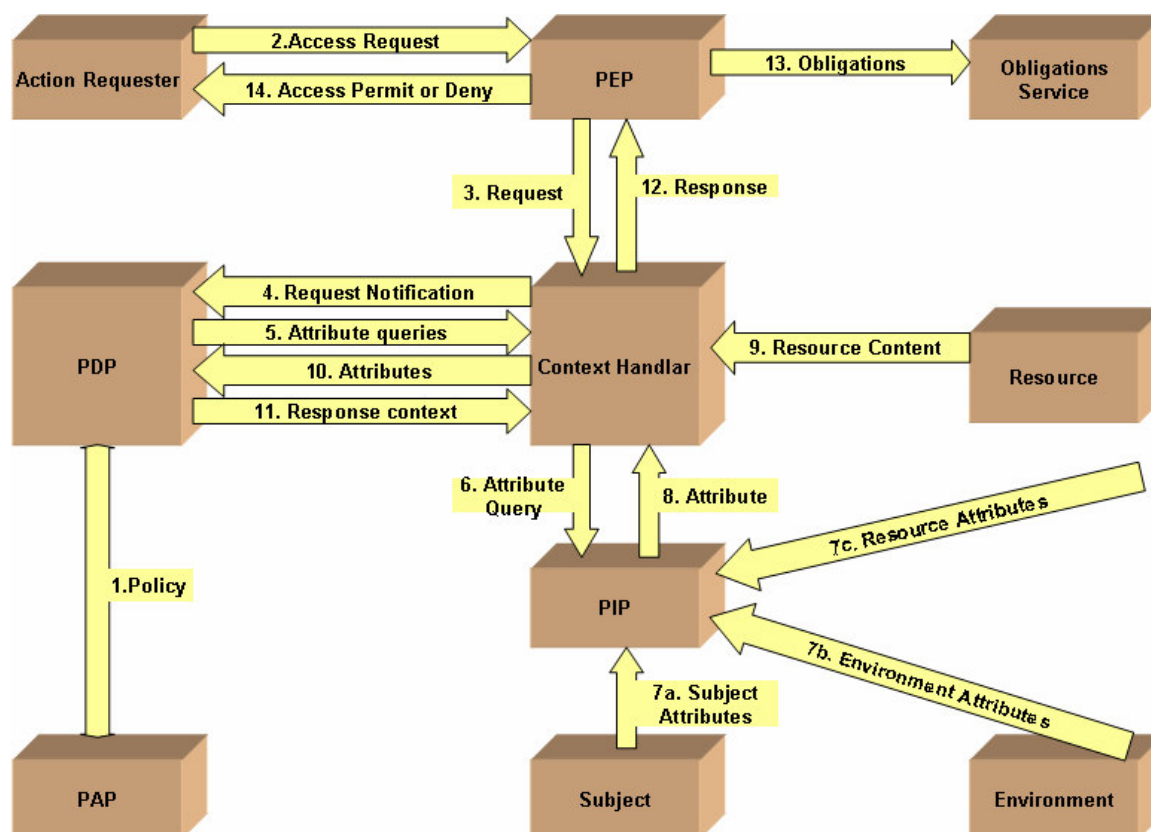 2.Access Request
Action Requester
14. Access Permit or Deny
PEP
13. Obligations
Obligations
Service
3. Request
12. Response
4. Request Notification
5. Attribute queries
10. Attributes
11. Response context
PDP
Context Handlar
9. Resource Content
Resource
6. Attribute
Query
8. Attribute
7c. Resource Attributes
1.Policy
PIP
7b. Environment Attributes
7a. Subject
Attributes
PAP
Subject
Environment